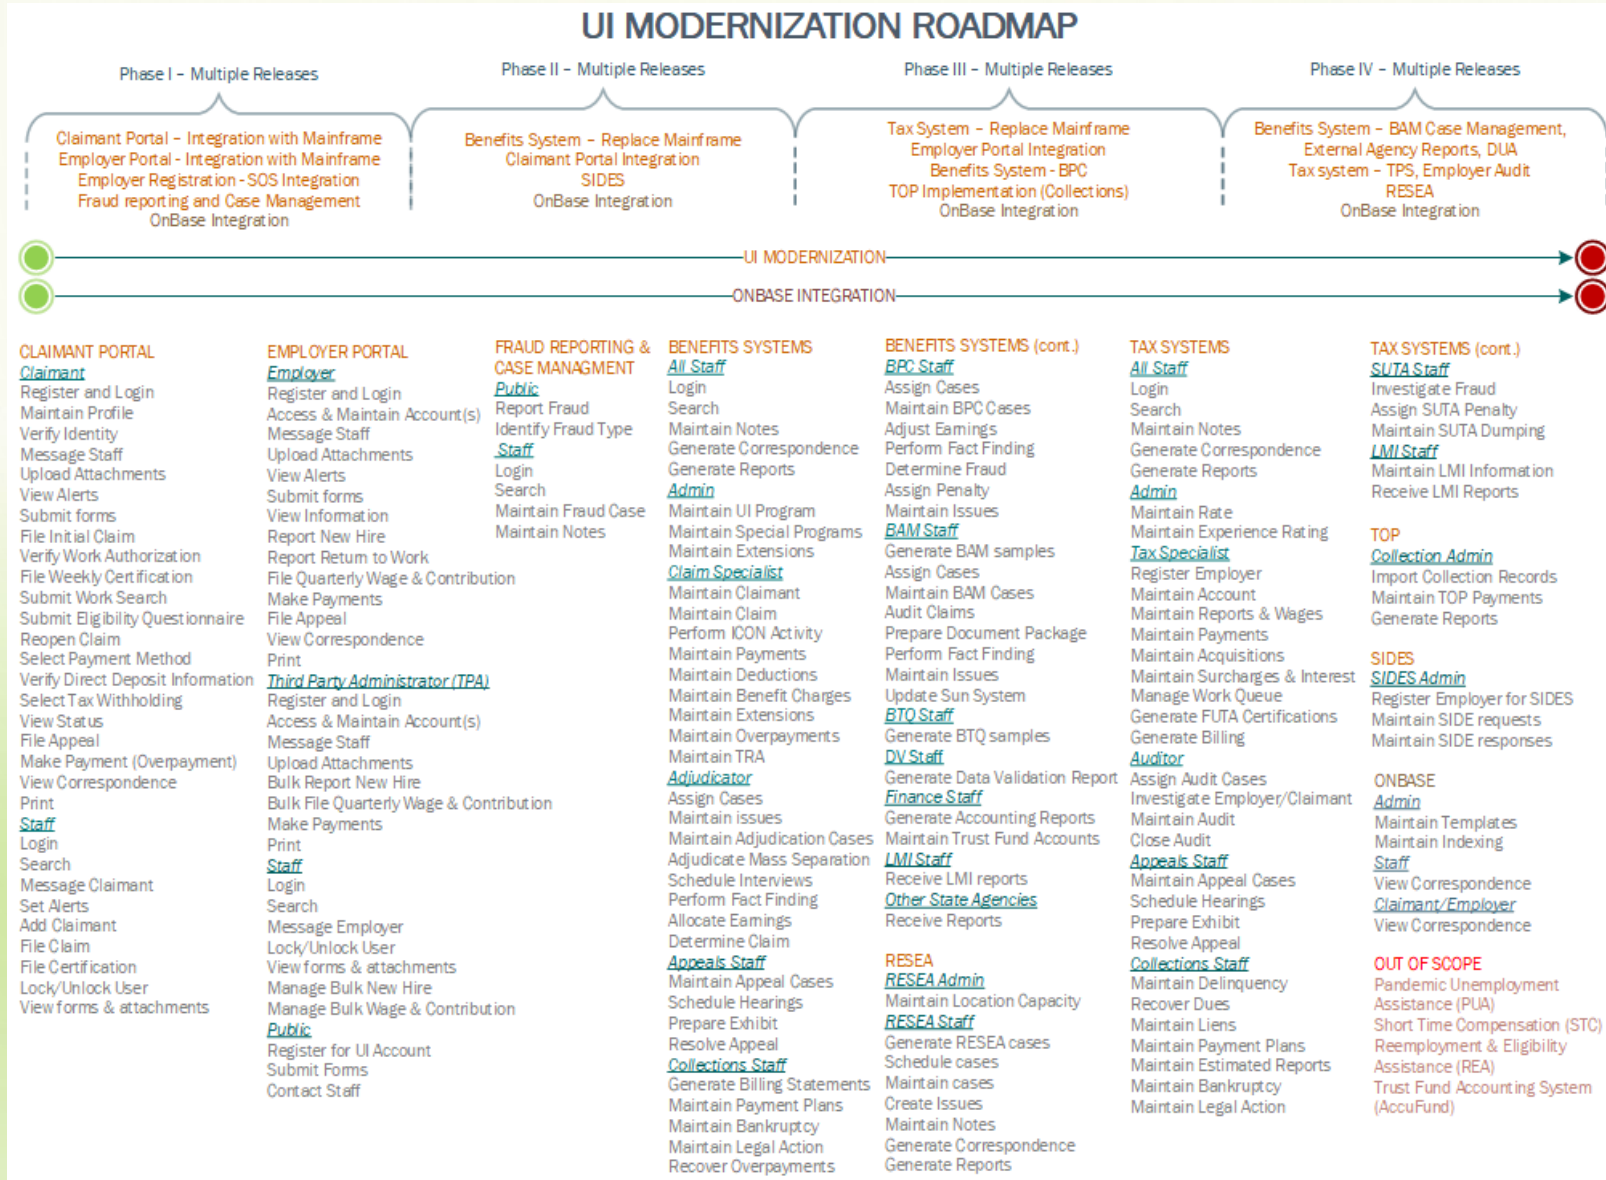 UI MODERNIZATION ROADMAP
Phase I – Multiple Releases
Claimant Portal – Integration with Mainframe
Employer Portal - Integration with Mainframe
Employer Registration - SOS Integration
Fraud reporting and Case Management
OnBase Integration
Phase II – Multiple Releases
Benefits System – Replace Mainframe
Claimant Portal Integration
SIDES
OnBase Integration
Phase III – Multiple Releases
Tax System – Replace Mainframe
Employer Portal Integration
Benefits System - BPC
TOP Implementation (Collections)
OnBase Integration
Phase IV – Multiple Releases
Benefits System – BAM Case Management,
External Agency Reports, DUA
Tax system – TPS, Employer Audit
RESEA
OnBase Integration
UI MODERNIZATION
ONBASE INTEGRATION
CLAIMANT PORTAL
Claimant
Register and Login
Maintain Profile
Verify Identity
Message Staff
Upload Attachments
View Alerts
Submit forms
File Initial Claim
Verify Work Authorization
File Weekly Certification
Submit Work Search
Submit Eligibility Questionnaire
Reopen Claim
Select Payment Method
Verify Direct Deposit Information
Select Tax Withholding
View Status
File Appeal
Make Payment (Overpayment)
View Correspondence
Print
Staff
Login
Search
Message Claimant
Set Alerts
Add Claimant
File Claim
File Certification
Lock/Unlock User
View forms & attachments
EMPLOYER PORTAL
Employer
Register and Login
Access & Maintain Account(s)
Message Staff
Upload Attachments
View Alerts
Submit forms
View Information
Report New Hire
Report Return to Work
File Quarterly Wage & Contribution
Make Payments
File Appeal
View Correspondence
Print
Third Party Administrator (TPA)
Register and Login
Access & Maintain Account(s)
Message Staff
Upload Attachments
Bulk Report New Hire
Bulk File Quarterly Wage & Contribution
Make Payments
Print
Staff
Login
Search
Message Employer
Lock/Unlock User
View forms & attachments
Manage Bulk New Hire
Manage Bulk Wage & Contribution
Public
Register for UI Account
Submit Forms
Contact Staff
FRAUD REPORTING &
CASE MANAGMENT
Public
Report Fraud
Identify Fraud Type
Staff
Login
Search
Maintain Fraud Case
Maintain Notes
BENEFITS SYSTEMS
All Staff
Login
Search
Maintain Notes
Generate Correspondence
Generate Reports
Admin
Maintain UI Program
Maintain Special Programs
Maintain Extensions
Claim Specialist
Maintain Claimant
Maintain Claim
Perform ICON Activity
Maintain Payments
Maintain Deductions
Maintain Benefit Charges
Maintain Extensions
Maintain Overpayments
Maintain TRA
Adjudicator
Assign Cases
Maintain issues
Maintain Adjudication Cases
Adjudicate Mass Separation
Schedule Interviews
Perform Fact Finding
Allocate Earnings
Determine Claim
Appeals Staff
Maintain Appeal Cases
Schedule Hearings
Prepare Exhibit
Resolve Appeal
Collections Staff
Generate Billing Statements
Maintain Payment Plans
Maintain Bankruptcy
Maintain Legal Action
Recover Overpayments
BENEFITS SYSTEMS (cont.)
BPC Staff
Assign Cases
Maintain BPC Cases
Adjust Earnings
Perform Fact Finding
Determine Fraud
Assign Penalty
Maintain Issues
BAM Staff
Generate BAM samples
Assign Cases
Maintain BAM Cases
Audit Claims
Prepare Document Package
Perform Fact Finding
Maintain Issues
Update Sun System
BTQ Staff
Generate BTQ samples
DV Staff
Generate Data Validation Report
Finance Staff
Generate Accounting Reports
Maintain Trust Fund Accounts
LMI Staff
Receive LMI reports
Other State Agencies
Receive Reports
RESEA
RESEA Admin
Maintain Location Capacity
RESEA Staff
Generate RESEA cases
Schedule cases
Maintain cases
Create Issues
Maintain Notes
Generate Correspondence
Generate Reports
TAX SYSTEMS
All Staff
Login
Search
Maintain Notes
Generate Correspondence
Generate Reports
Admin
Maintain Rate
Maintain Experience Rating
Tax Specialist
Register Employer
Maintain Account
Maintain Reports & Wages
Maintain Payments
Maintain Acquisitions
Maintain Surcharges & Interest
Manage Work Queue
Generate FUTA Certifications
Generate Billing
Auditor
Assign Audit Cases
Investigate Employer/Claimant
Maintain Audit
Close Audit
Appeals Staff
Maintain Appeal Cases
Schedule Hearings
Prepare Exhibit
Resolve Appeal
Collections Staff
Maintain Delinquency
Recover Dues
Maintain Liens
Maintain Payment Plans
Maintain Estimated Reports
Maintain Bankruptcy
Maintain Legal Action
TAX SYSTEMS (cont.)
SUTA Staff
Investigate Fraud
Assign SUTA Penalty
Maintain SUTA Dumping
LMI Staff
Maintain LMI Information
Receive LMI Reports
TOP
Collection Admin
Import Collection Records
Maintain TOP Payments
Generate Reports
SIDES
SIDES Admin
Register Employer for SIDES
Maintain SIDE requests
Maintain SIDE responses
ONBASE
Admin
Maintain Templates
Maintain Indexing
Staff
View Correspondence
Claimant/Employer
View Correspondence
OUT OF SCOPE
Pandemic Unemployment
Assistance (PUA)
Short Time Compensation (STC)
Reemployment & Eligibility
Assistance (REA)
Trust Fund Accounting System
(AccuFund)